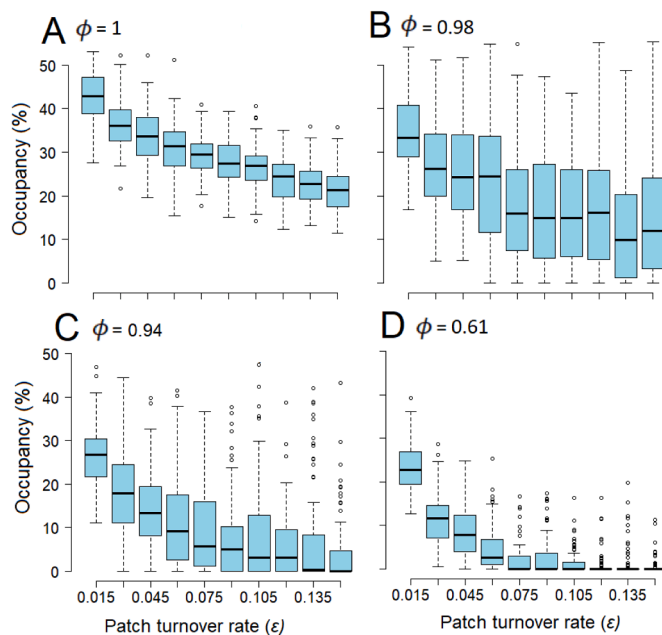 A ϕ = 1
B ϕ = 0.98
Occupancy (%)
50
40
30
20
10
0
C ϕ = 0.94
D ϕ = 0.61
Occupancy (%)
50
40
30
20
10
0
0.015 0.045 0.075 0.105 0.135
0.015 0.045 0.075 0.105 0.135
Patch turnover rate (ε)
Patch turnover rate (ε)